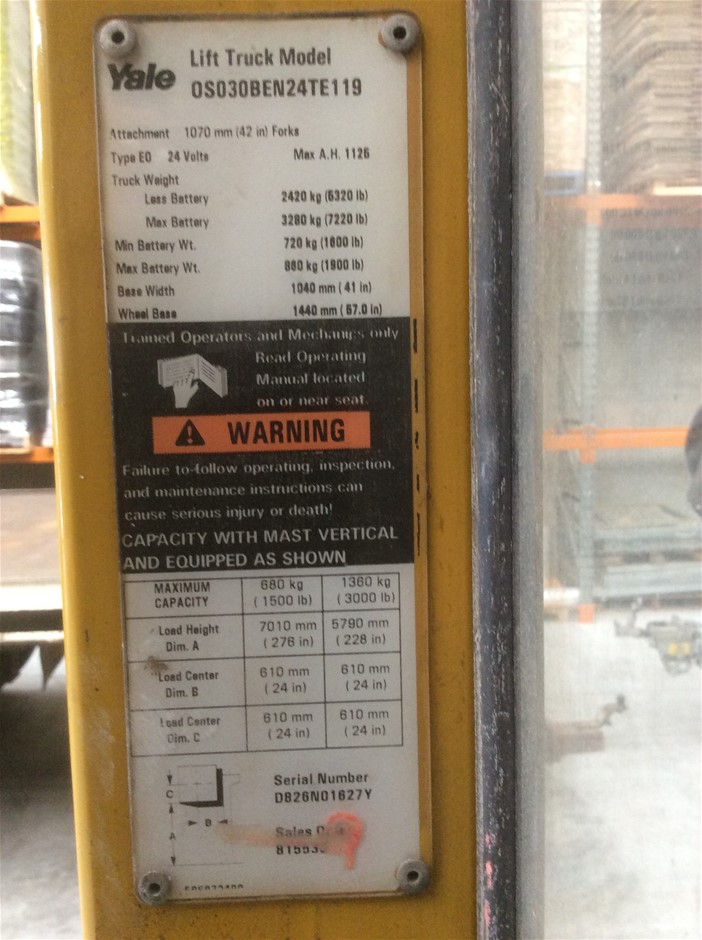 Yale
Lift Truck Model
OS030BEN24TE119
Attachment 1070 mm (42 in) Forks
Type EO 24 Volts Max A.H. 1126
Truck Weight
Less Battery 2420 kg (5320 lb)
Max Battery 3280 kg (7220 lb)
Min Battery Wt. 720 kg (1600 lb)
Max Battery Wt. 860 kg (1900 lb)
Base Width 1040 mm (41 in)
Wheel Base 1440 mm (57.0 in)
Trained Operators and Mechanics only
Read Operating
Manual located
on or near seat.
WARNING
Failure to follow operating, inspection,
and maintenance instructions can
cause serious injury or death!
CAPACITY WITH MAST VERTICAL
AND EQUIPPED AS SHOWN
MAXIMUM CAPACITY 680 kg (1500 lb) 1360 kg (3000 lb)
Load Height Dim. A 7010 mm (276 in) 5790 mm (228 in)
Load Center Dim. B 610 mm (24 in) 610 mm (24 in)
Load Center Dim. C 610 mm (24 in) 610 mm (24 in)
C
B
A
Serial Number
D826N01627Y
Sales